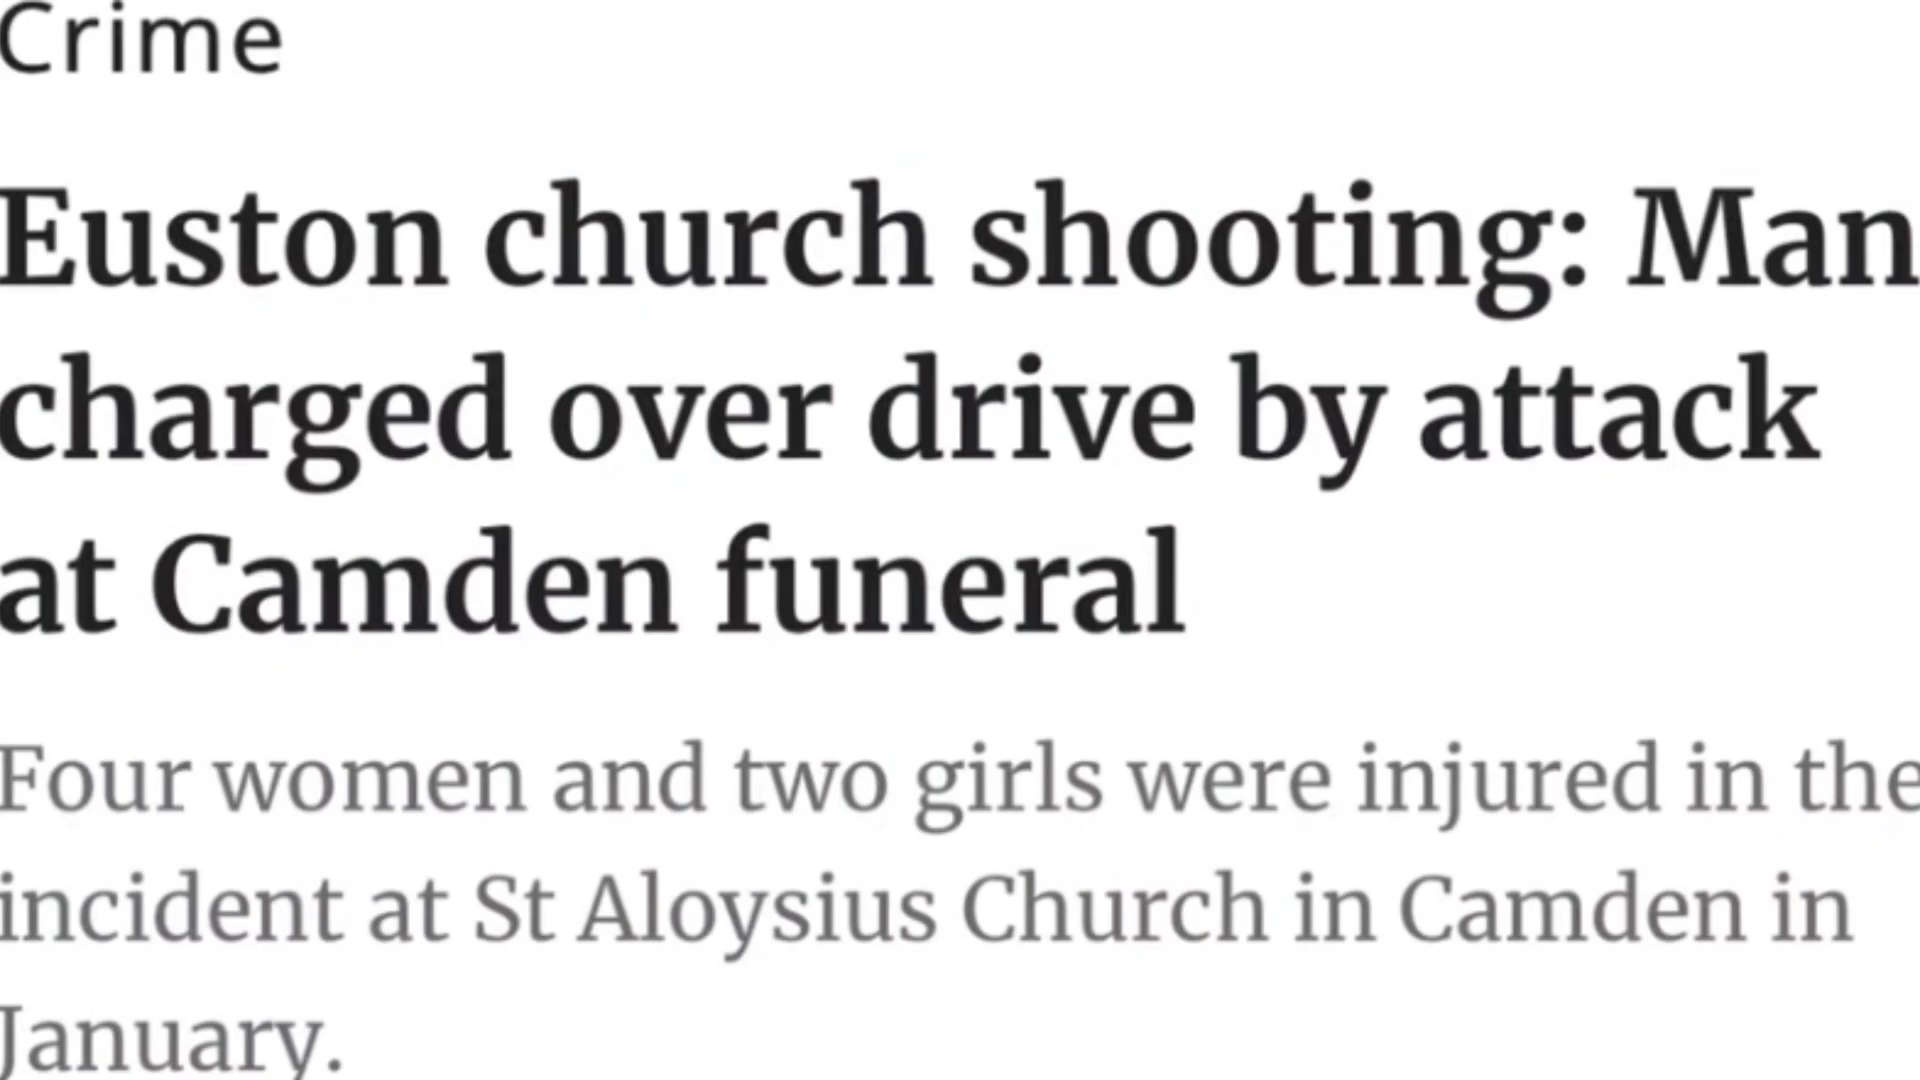 Crime
Euston church shooting: Man
charged over drive by attack
at Camden funeral
Four women and two girls were injured in the
incident at St Aloysius Church in Camden in
January.